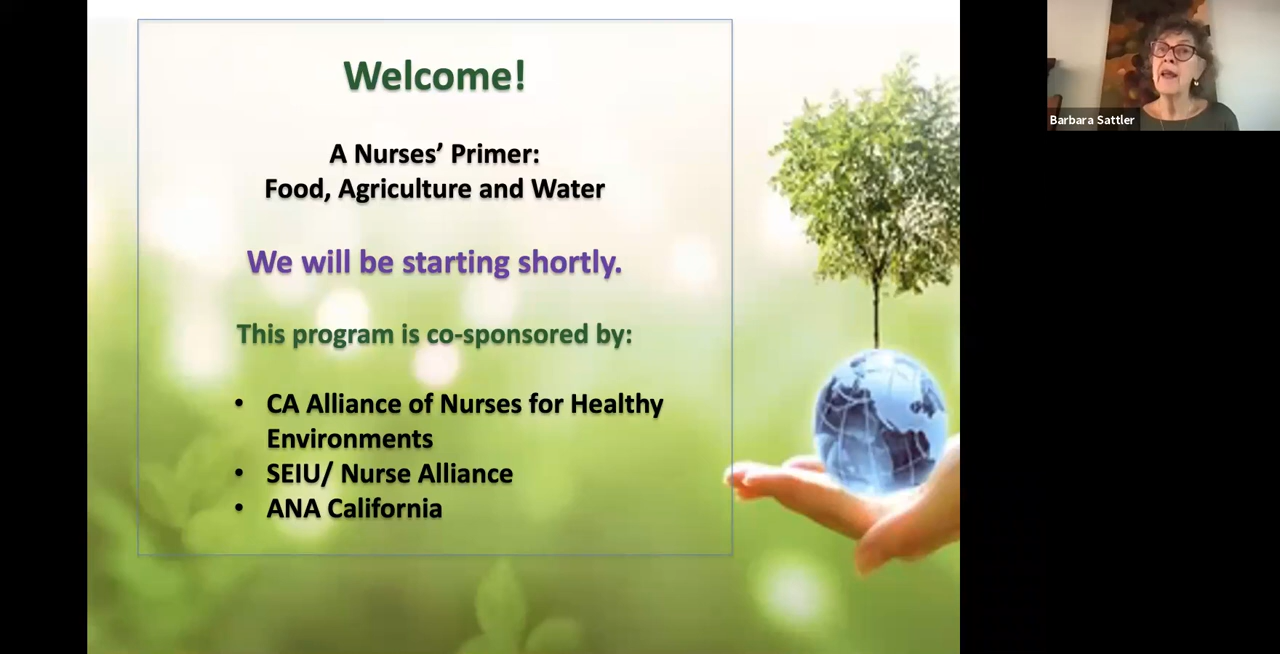 Welcome!
A Nurses’ Primer:
Food, Agriculture and Water
We will be starting shortly.
This program is co-sponsored by:
• CA Alliance of Nurses for Healthy
Environments
• SEIU/ Nurse Alliance
• ANA California
Barbara Sattler